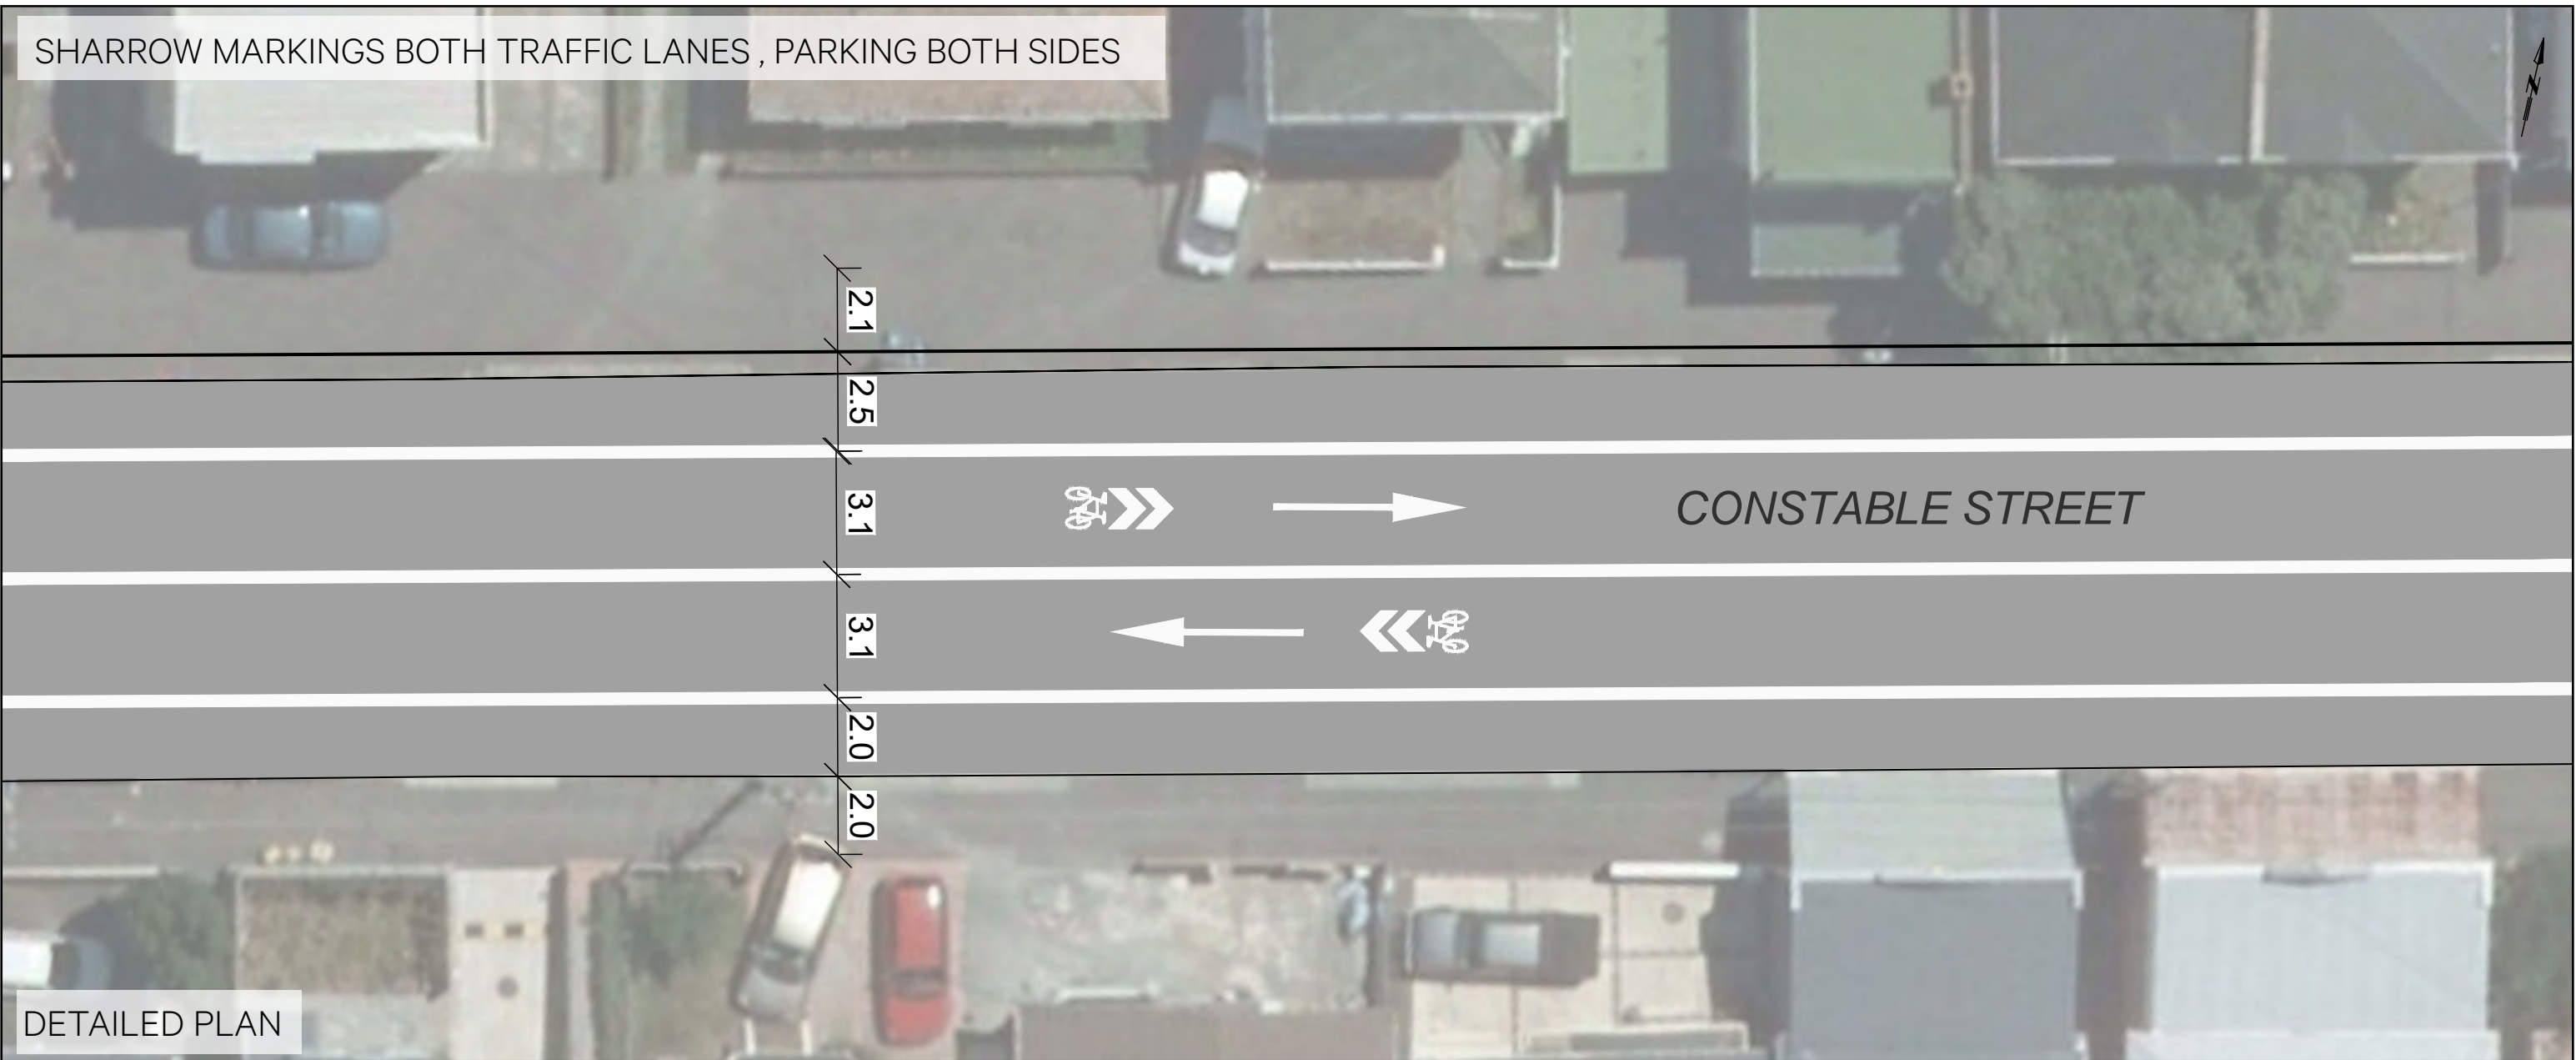 SHARROW MARKINGS BOTH TRAFFIC LANES , PARKING BOTH SIDES
N
2.1
2.5
3.1
CONSTABLE STREET
3.1
2.0
2.0
DETAILED PLAN